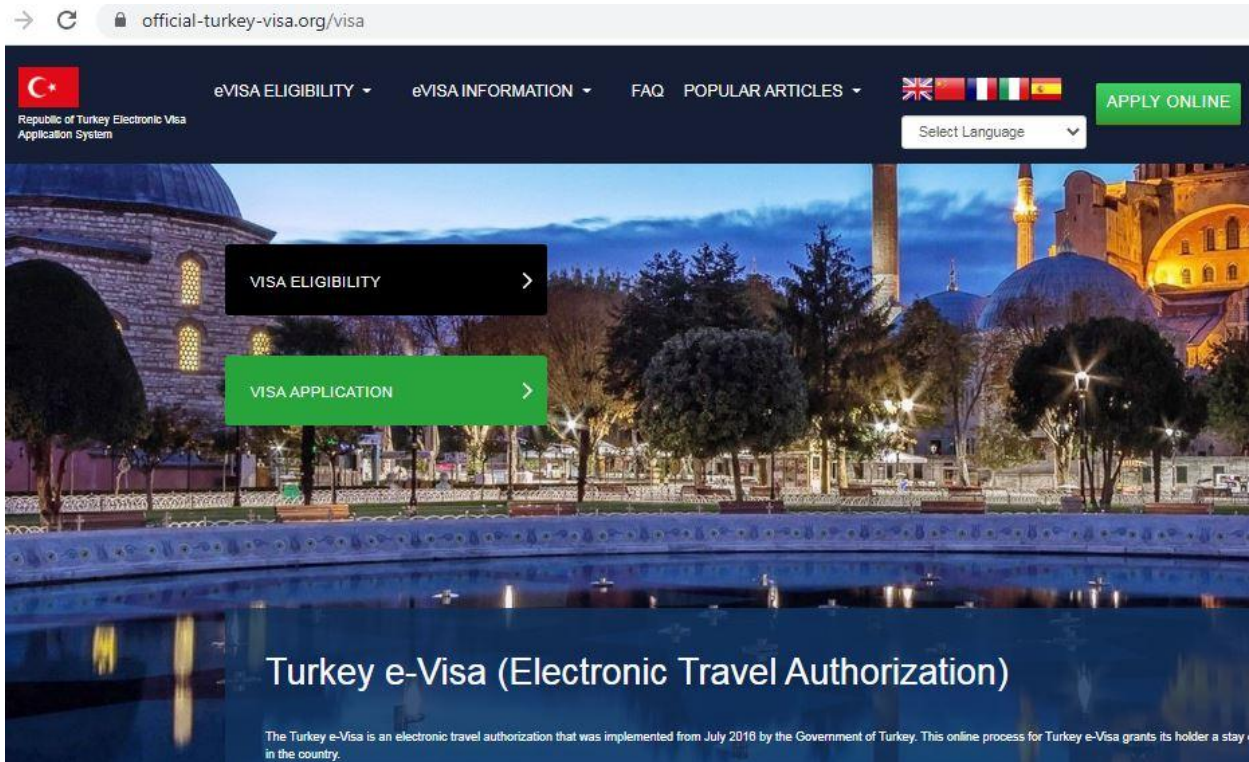 official-turkey-visa.org/visa
Republic of Turkey Electronic Visa
Application System
eVISA ELIGIBILITY
eVISA INFORMATION
FAQ
POPULAR ARTICLES
Select Language
APPLY ONLINE
VISA ELIGIBILITY
VISA APPLICATION
Turkey e-Visa (Electronic Travel Authorization)
The Turkey e-Visa is an electronic travel authorization that was implemented from July 2016 by the Government of Turkey. This online process for Turkey e-Visa grants its holder a stay
in the country.